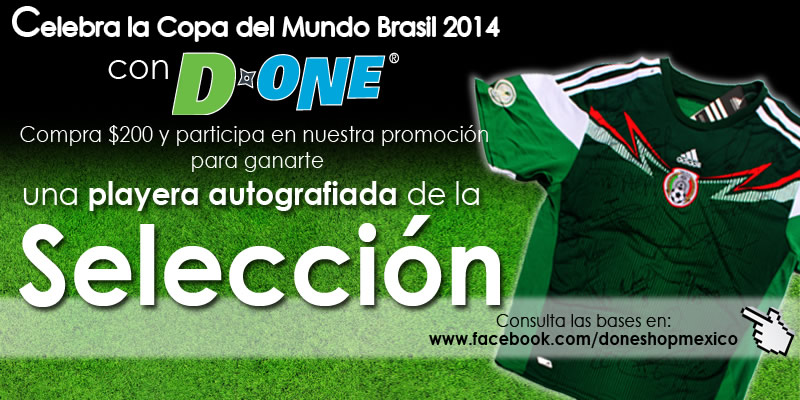 Celebra la Copa del Mundo Brasil 2014
con D·ONE®
Compra $200 y participa en nuestra promoción
para ganarte
una playera autografiada de la
Selección
adidas
Consulta las bases en:
www.facebook.com/doneshopmexico